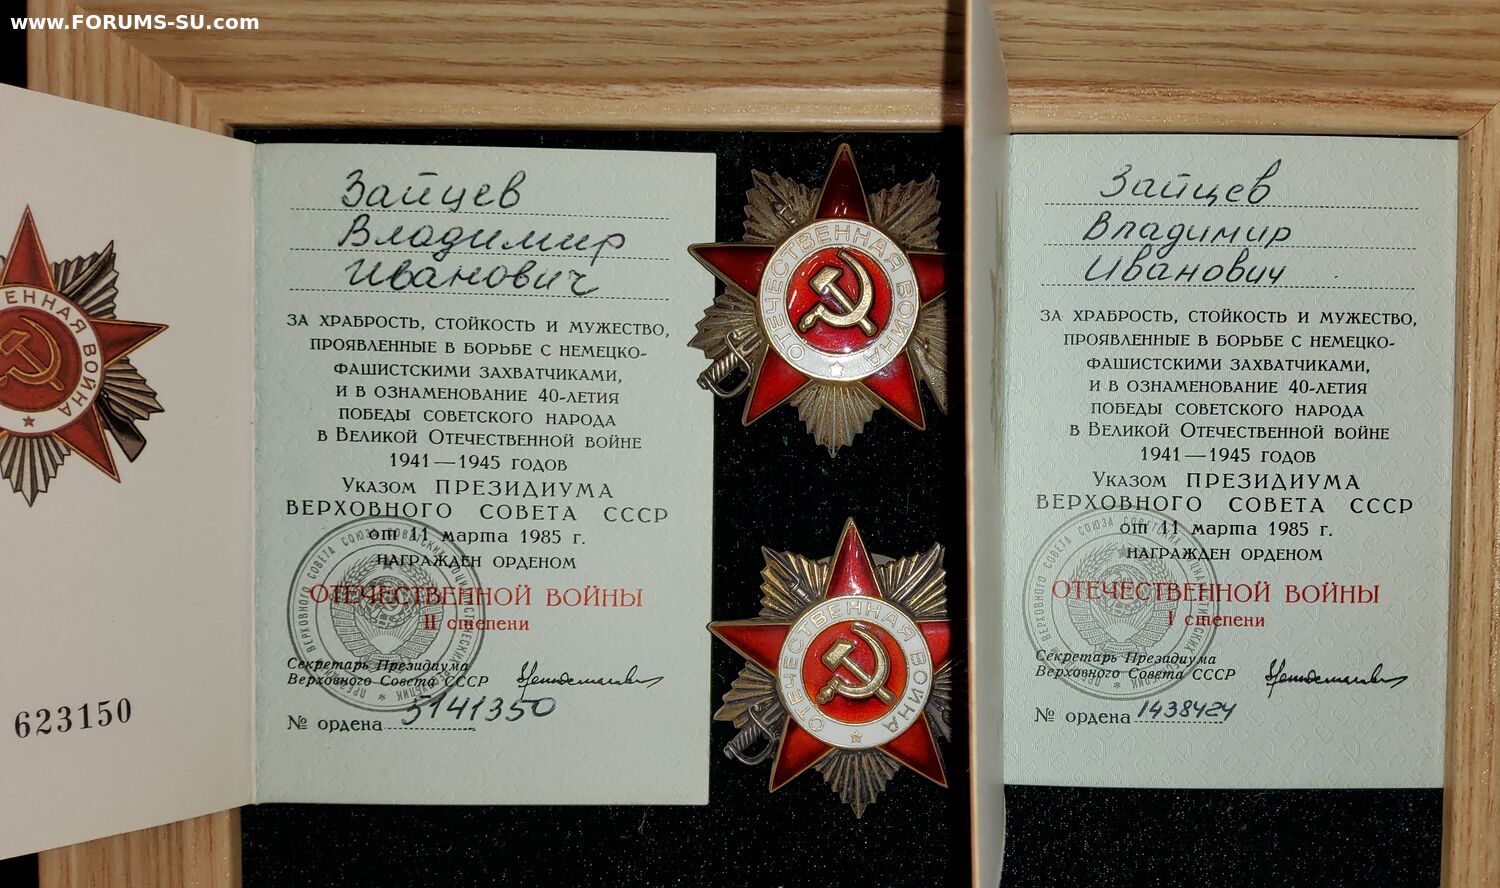 www.FORUMS-SU.com
ЕННАЯ ВОЙНА
623150
Зайцев
Владимир
Иванович
ЗА ХРАБРОСТЬ, СТОЙКОСТЬ И МУЖЕСТВО,
ПРОЯВЛЕННЫЕ В БОРЬБЕ С НЕМЕЦКО-
ФАШИСТСКИМИ ЗАХВАТЧИКАМИ,
И В ОЗНАМЕНОВАНИЕ 40-ЛЕТИЯ
ПОБЕДЫ СОВЕТСКОГО НАРОДА
В ВЕЛИКОЙ ОТЕЧЕСТВЕННОЙ ВОЙНЕ
1941—1945 ГОДОВ
УКАЗОМ ПРЕЗИДИУМА
ВЕРХОВНОГО СОВЕТА СССР
от 11 марта 1985 г.
НАГРАЖДЕН ОРДЕНОМ
ОТЕЧЕСТВЕННОЙ ВОЙНЫ
II степени
Секретарь Президиума
Верховного Совета СССР
№ ордена 5141350
ОТЕЧЕСТВЕННАЯ ВОЙНА
ОТЕЧЕСТВЕННАЯ ВОЙНА
Зайцев
Владимир
Иванович
ЗА ХРАБРОСТЬ, СТОЙКОСТЬ И МУЖЕСТВО,
ПРОЯВЛЕННЫЕ В БОРЬБЕ С НЕМЕЦКО-
ФАШИСТСКИМИ ЗАХВАТЧИКАМИ,
И В ОЗНАМЕНОВАНИЕ 40-ЛЕТИЯ
ПОБЕДЫ СОВЕТСКОГО НАРОДА
В ВЕЛИКОЙ ОТЕЧЕСТВЕННОЙ ВОЙНЕ
1941—1945 ГОДОВ
УКАЗОМ ПРЕЗИДИУМА
ВЕРХОВНОГО СОВЕТА СССР
от 11 марта 1985 г.
НАГРАЖДЕН ОРДЕНОМ
ОТЕЧЕСТВЕННОЙ ВОЙНЫ
I степени
Секретарь Президиума
Верховного Совета СССР
№ ордена 1438424